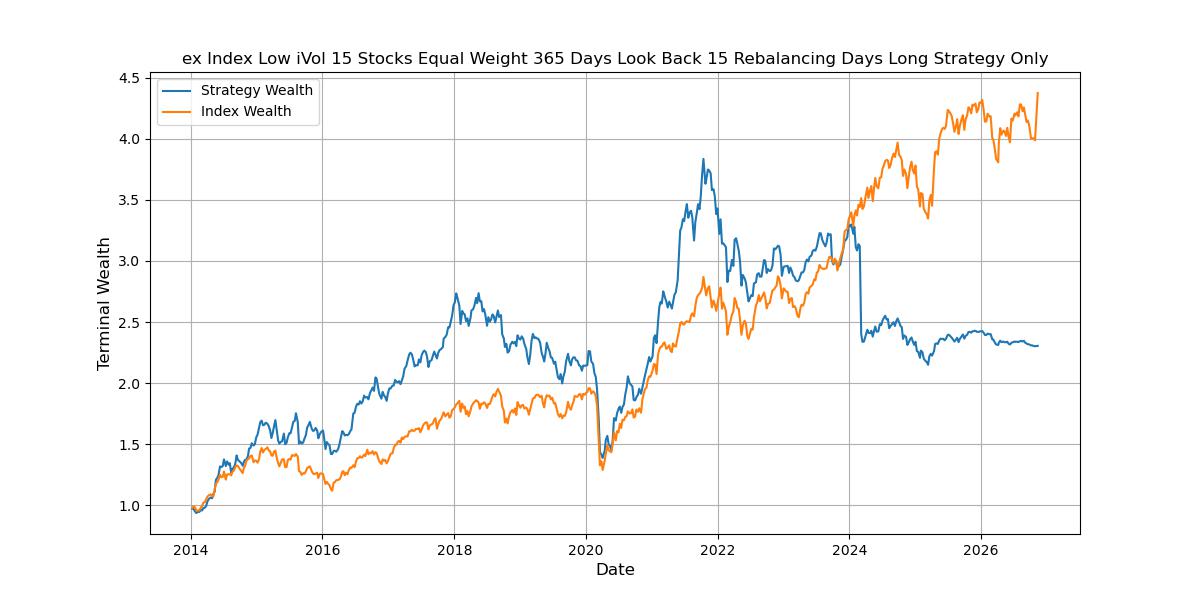 ex Index Low iVol 15 Stocks Equal Weight 365 Days Look Back 15 Rebalancing Days Long Strategy Only
Strategy Wealth
Index Wealth
4.5
4.0
3.5
3.0
2.5
2.0
1.5
1.0
Terminal Wealth
2014 2016 2018 2020 2022 2024 2026
Date